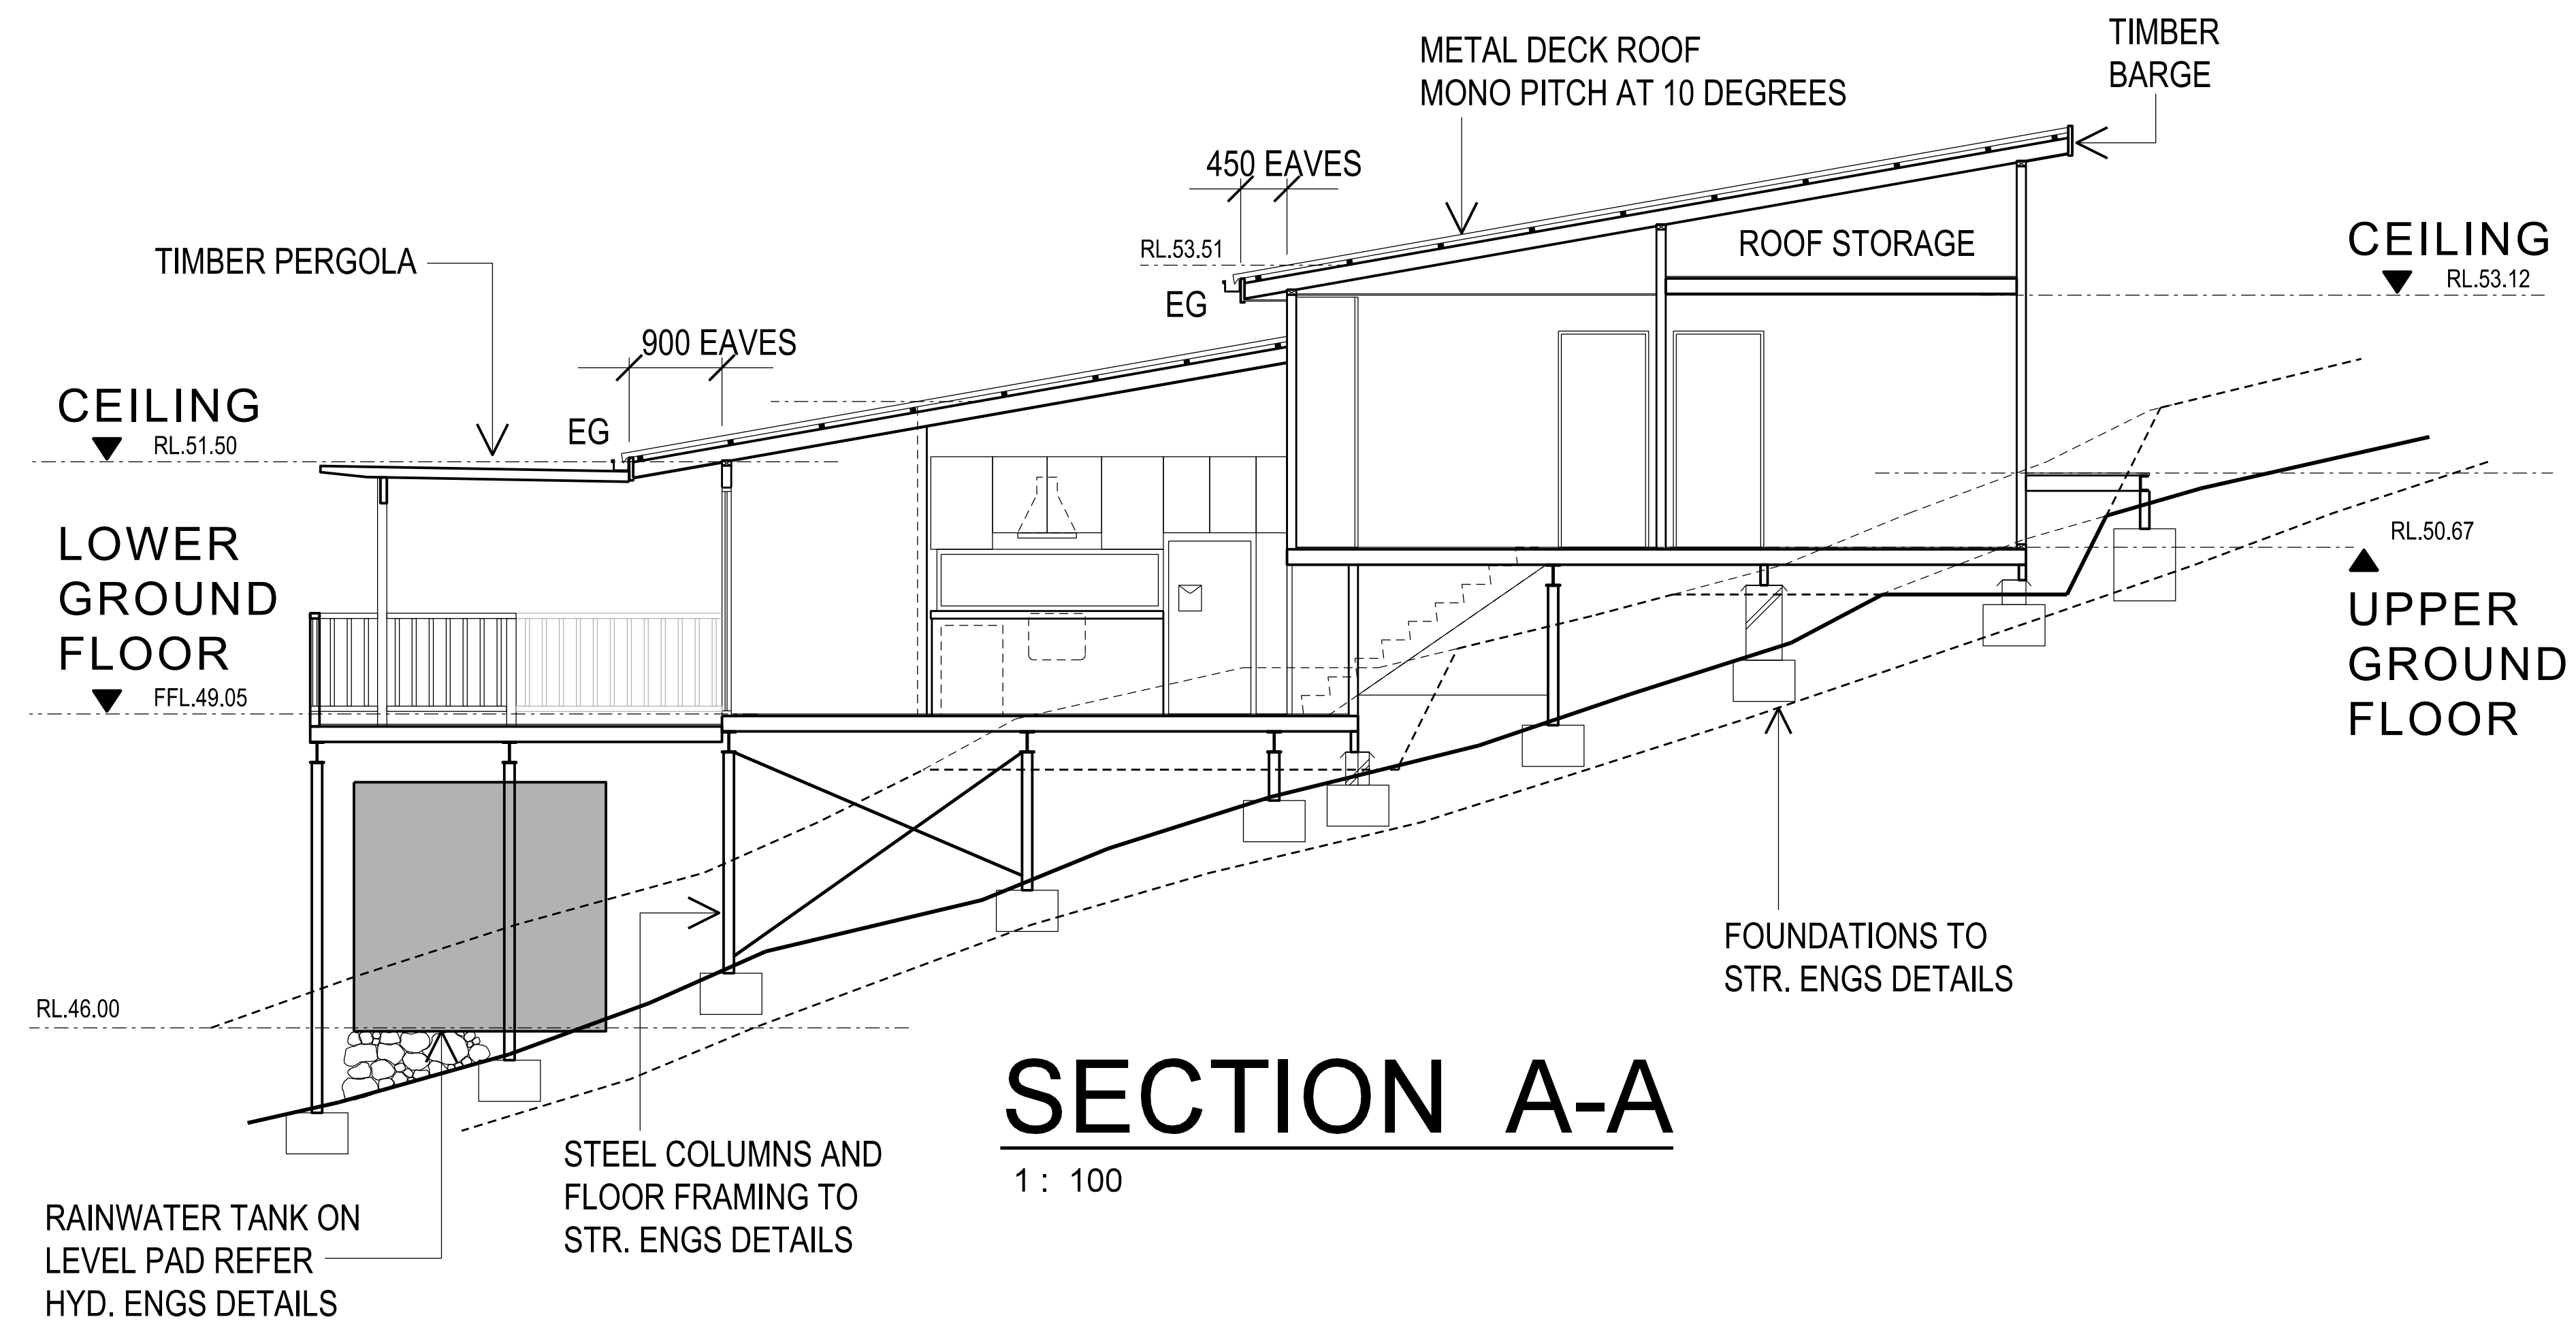 METAL DECK ROOF
MONO PITCH AT 10 DEGREES
TIMBER
BARGE
450 EAVES
RL.53.51
EG
ROOF STORAGE
CEILING
RL.53.12
TIMBER PERGOLA
900 EAVES
EG
CEILING
RL.51.50
LOWER
GROUND
FLOOR
FFL.49.05
RL.50.67
UPPER
GROUND
FLOOR
RL.46.00
FOUNDATIONS TO
STR. ENGS DETAILS
STEEL COLUMNS AND
FLOOR FRAMING TO
STR. ENGS DETAILS
RAINWATER TANK ON
LEVEL PAD REFER
HYD. ENGS DETAILS
SECTION A-A
1 : 100